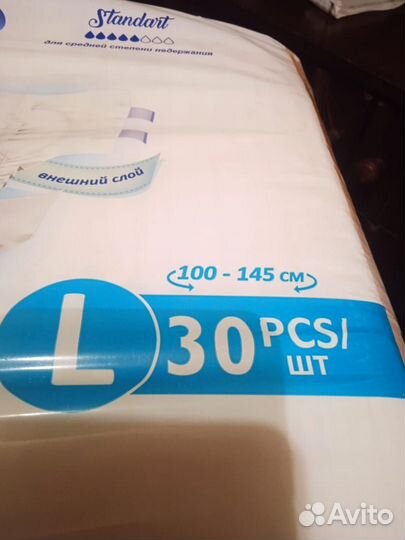 Standart
для средней степени недержания
внешний слой
100 - 145 см
L 30 PCS/
ШТ
Avito